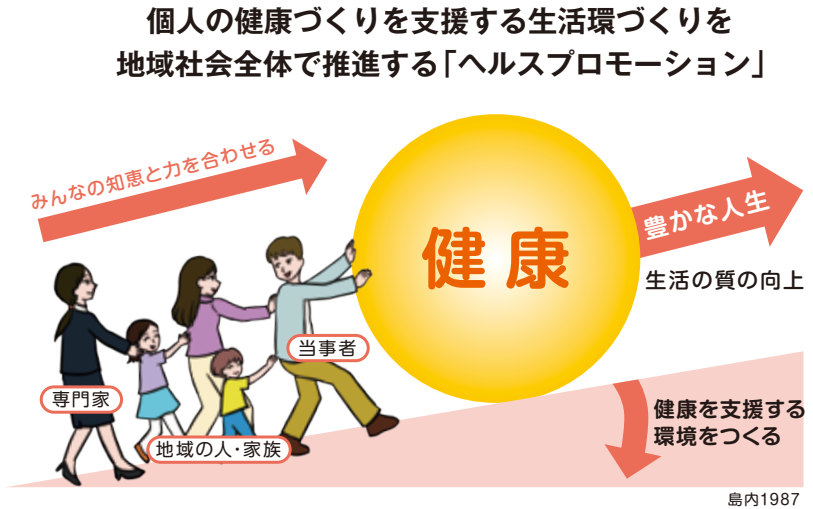 個人の健康づくりを支援する生活環づくりを
地域社会全体で推進する「ヘルスプロモーション」
みんなの知恵と力を合わせる
健康
豊かな人生
生活の質の向上
当事者
専門家
地域の人・家族
健康を支援する
環境をつくる
島内1987